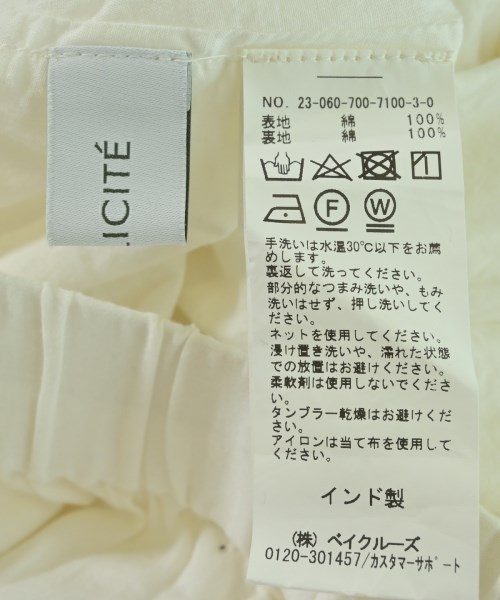 LICITÉ
NO. 23-060-700-7100-3-0
表地 綿 100%
裏地 綿 100%
F W
手洗いは水温30℃以下をお薦
めします。
裏返して洗ってください。
部分的なつまみ洗いや、もみ
洗いはせず、押し洗いしてく
ださい。
ネットを使用してください。
浸け置き洗いや、濡れた状態
での放置はお避けください。
柔軟剤は使用しないでくださ
い。
タンブラー乾燥はお避けくだ
さい。
アイロンは当て布を使用して
ください。
インド製
(株) ベイクルーズ
0120-301457/カスタマーサポート